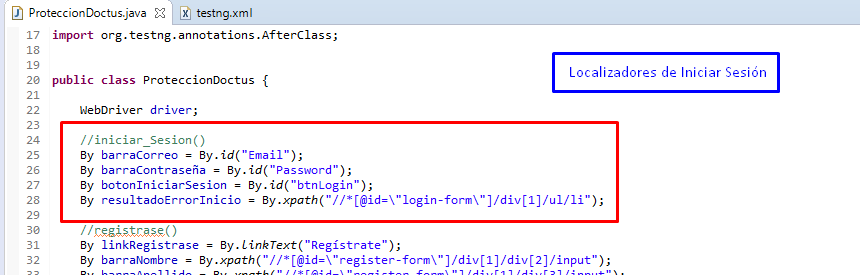 ProteccionDoctus.java testng.xml
17 import org.testng.annotations.AfterClass;
18
19
20 public class ProteccionDoctus {
Localizadores de Iniciar Sesión
21
22 WebDriver driver;
23
24 //iniciar_Sesion()
25 By barraCorreo = By.id("Email");
26 By barraContraseña = By.id("Password");
27 By botonIniciarSesion = By.id("btnLogin");
28 By resultadoErrorInicio = By.xpath("//*[@id=\"login-form\"]/div[1]/ul/li");
29
30 //registrase()
31 By linkRegistrase = By.linkText("Regístrate");
32 By barraNombre = By.xpath("//*[@id=\"register-form\"]/div[1]/div[2]/input");
33 By barraApellido = By.xpath("//*[@id=\"register-form\"]/div[1]/div[3]/input");